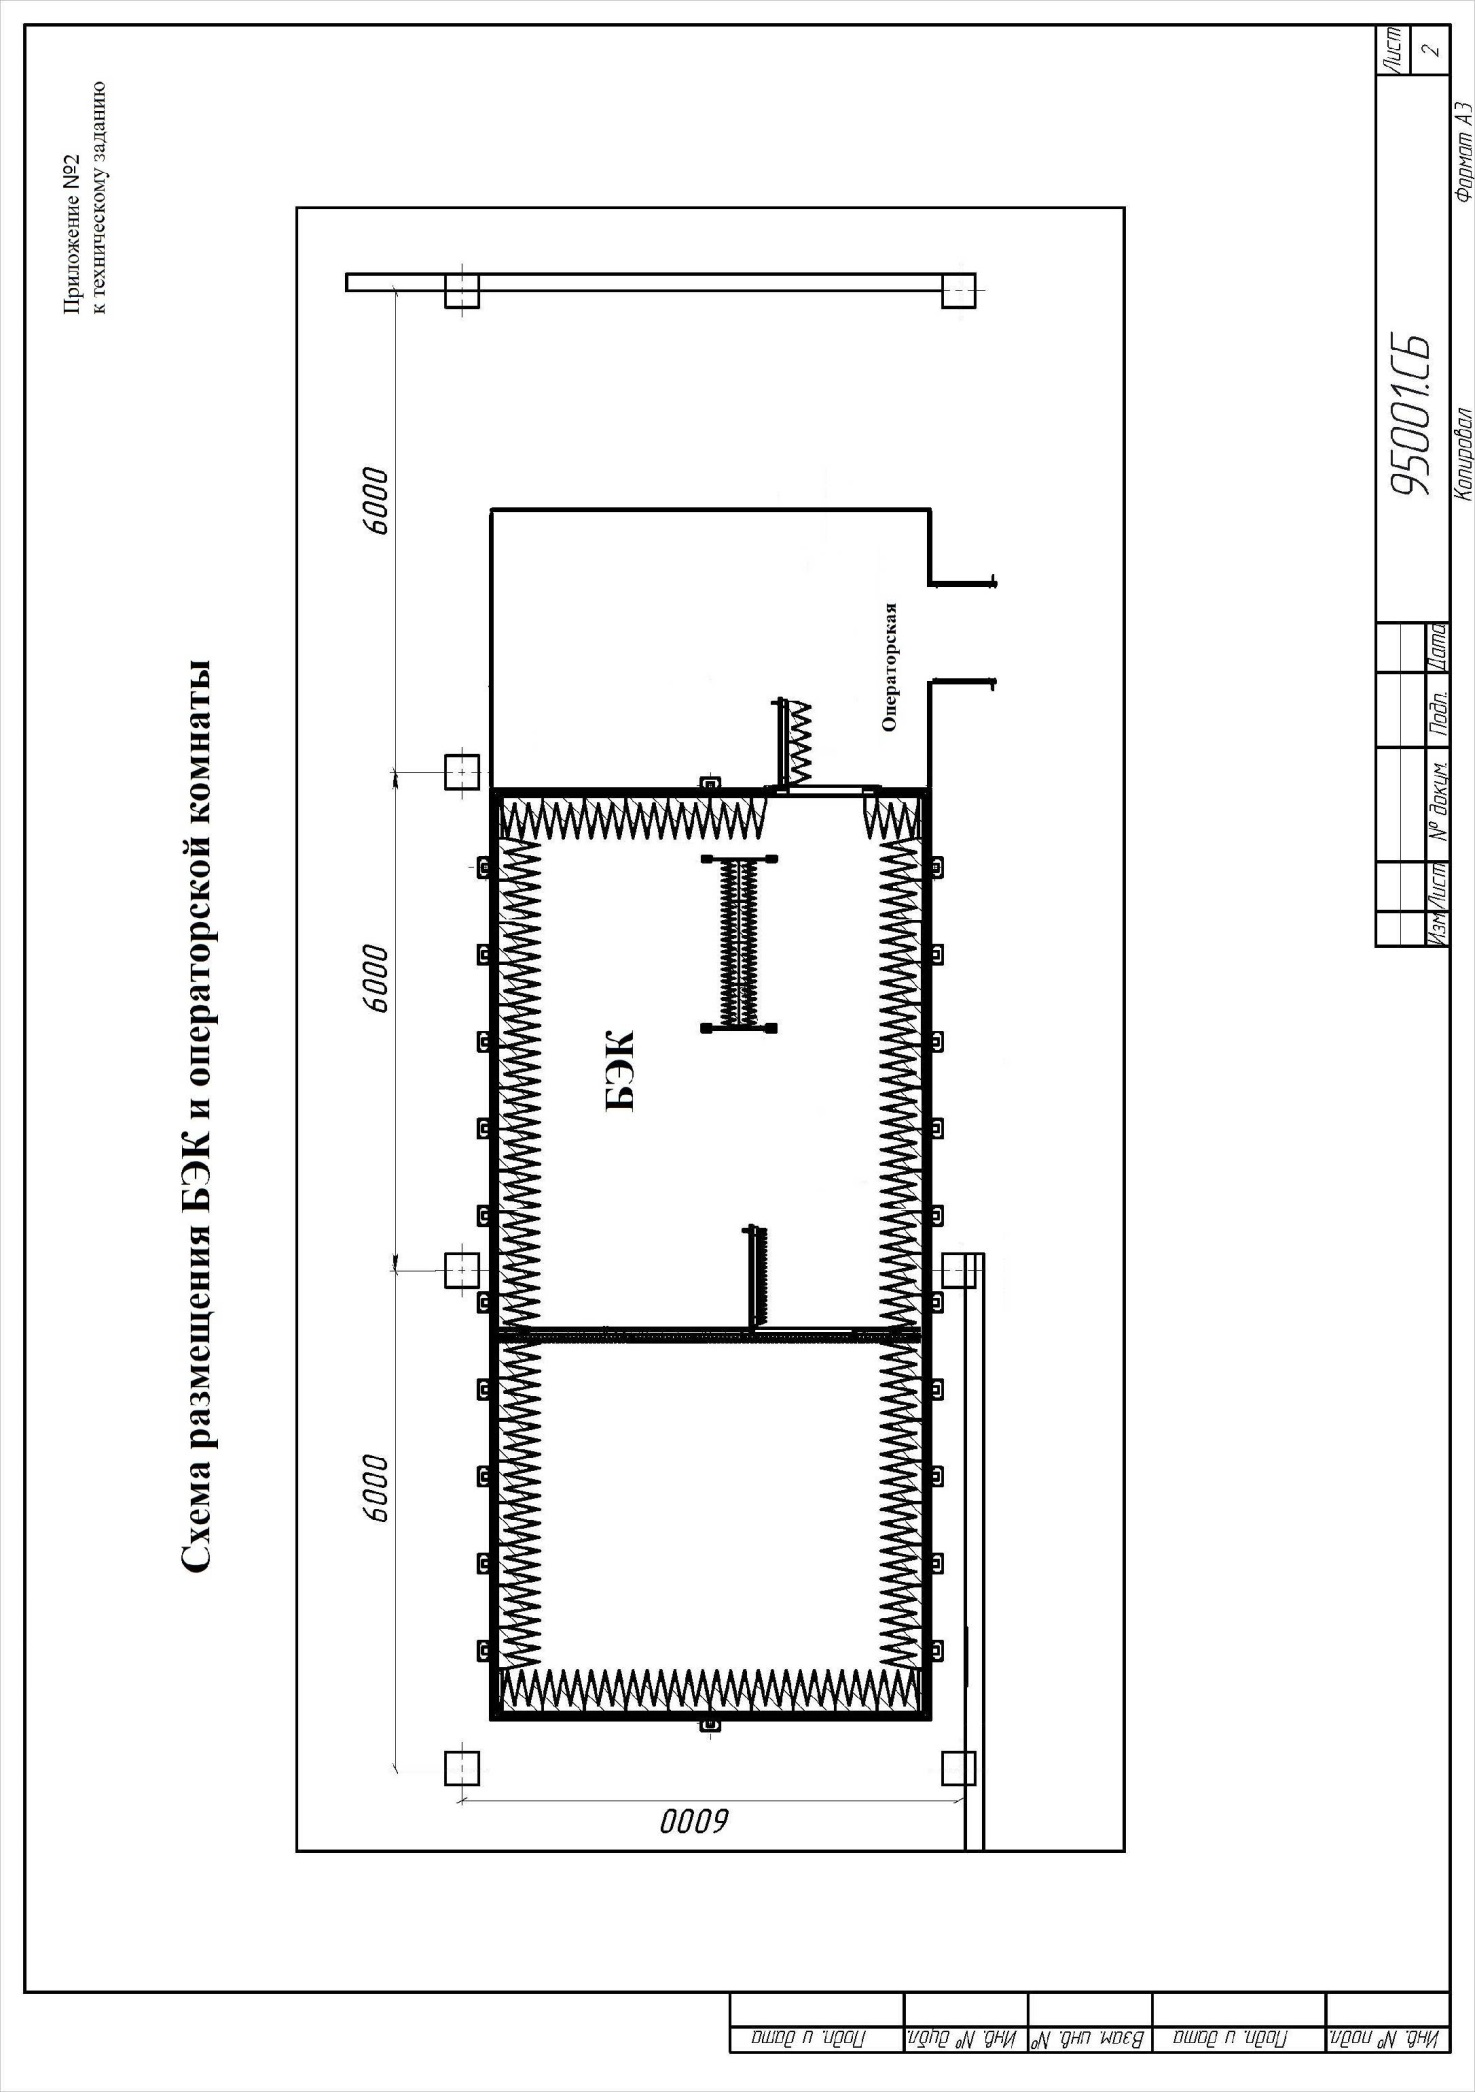 Приложение №2
к техническому заданию
Схема размещения БЭК и операторской комнаты
6000
6000
6000
6000
БЭК
Операторская
95001.СБ
Лист
2
Изм.
Лист
№ докум.
Подп.
Дата
Копировал
Формат А3
Подп. и дата
Инв. № дубл.
Взам. инв. №
Подп. и дата
Инв. № подл.